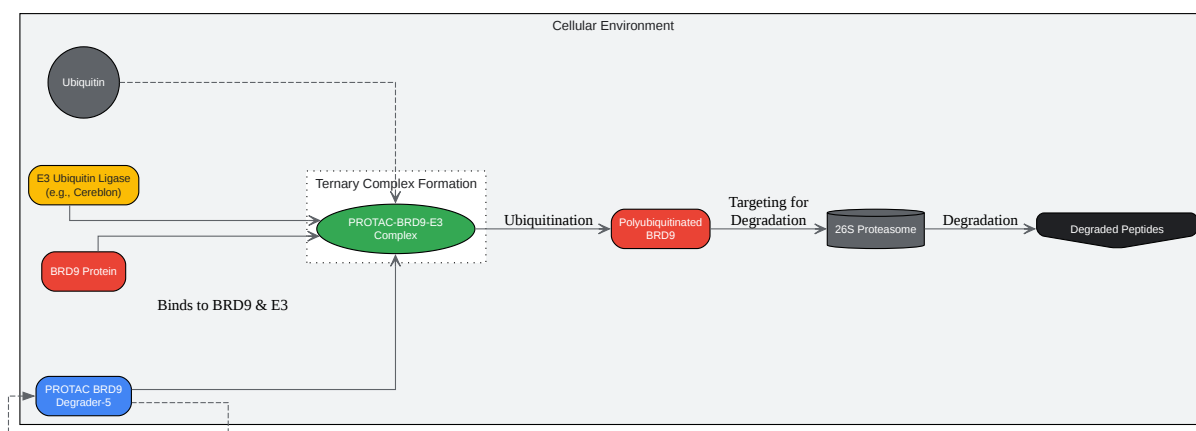 Cellular Environment
Ubiquitin
E3 Ubiquitin Ligase
(e.g., Cereblon)
Ternary Complex Formation
PROTAC-BRD9-E3
Complex
Ubiquitination
Polyubiquitinated
BRD9
Targeting for
Degradation
26S Proteasome
Degradation
Degraded Peptides
BRD9 Protein
Binds to BRD9 & E3
PROTAC BRD9
Degrader-5